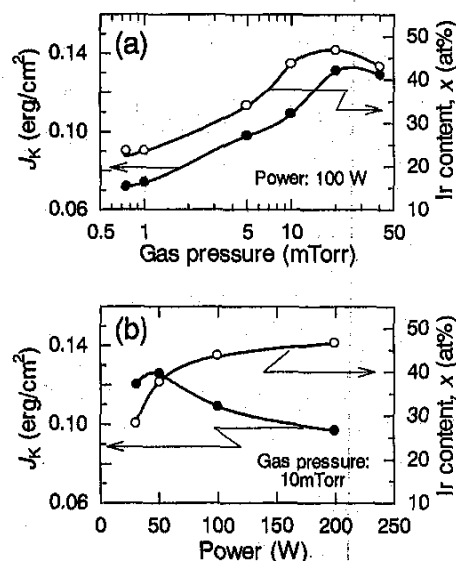 (a)
J_K (erg/cm²)
0.14
0.10
0.06
50
40
30
20
10
Ir content, x (at%)
Power: 100 W
0.5 1 5 10 50
Gas pressure (mTorr)
(b)
J_K (erg/cm²)
0.14
0.10
0.06
50
40
30
20
10
Ir content, x (at%)
Gas pressure:
10mTorr
0 50 100 150 200 250
Power (W)